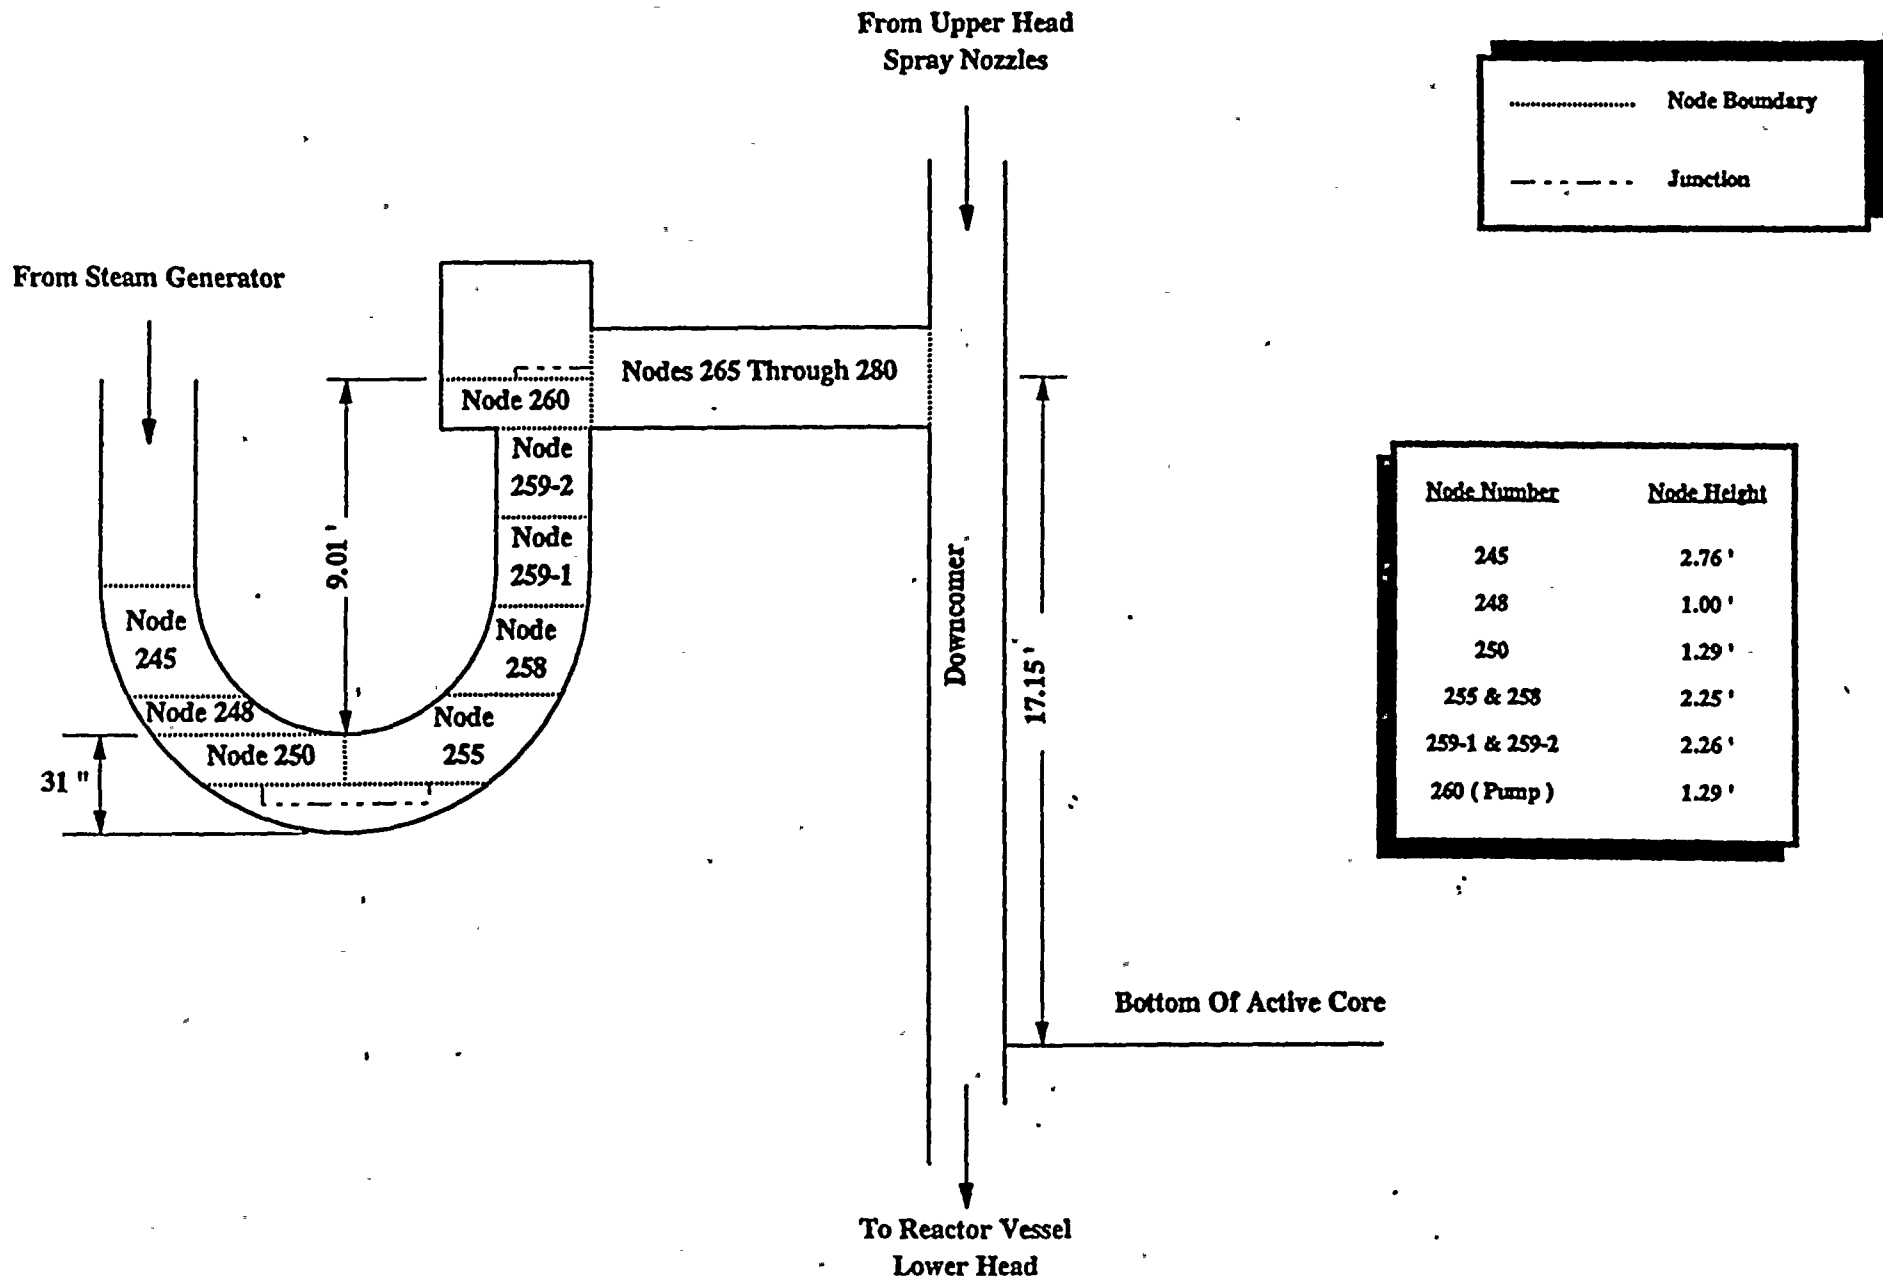 From Upper Head
Spray Nozzles
Node Boundary
Junction
From Steam Generator
Nodes 265 Through 280
Node 260
Node
259-2
Node
259-1
Node
258
Node
255
Node 250
Node 248
Node
245
9.01 '
31 "
Downcomer
17.15 '
Node Number Node Height
245 2.76 '
248 1.00 '
250 1.29 '
255 & 258 2.25 '
259-1 & 259-2 2.26 '
260 ( Pump ) 1.29 '
Bottom Of Active Core
To Reactor Vessel
Lower Head